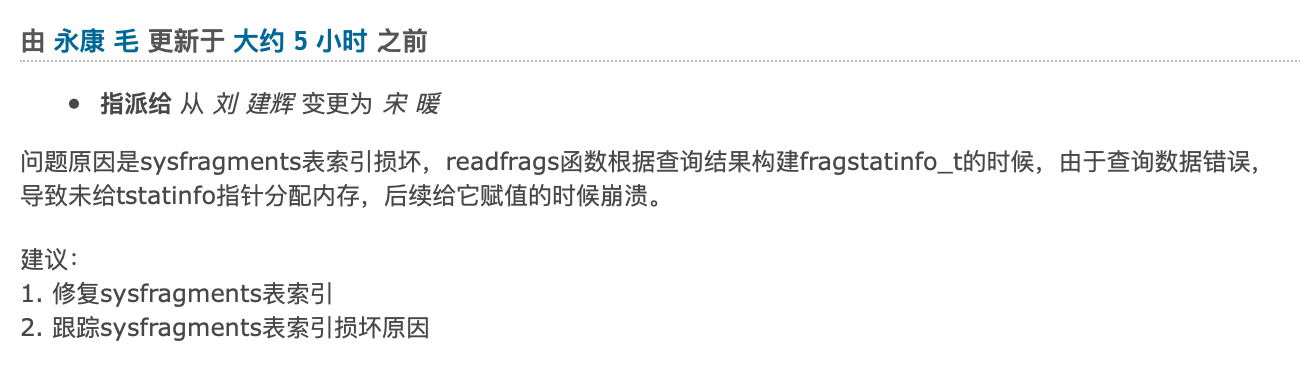 由 永康 毛 更新于 大约 5 小时 之前
指派给 从 刘 建辉 变更为 宋 暖
问题原因是sysfragments表索引损坏，readfrags函数根据查询结果构建fragstatinfo_t的时候，由于查询数据错误，
导致未给tstatinfo指针分配内存，后续给它赋值的时候崩溃。
建议：
1. 修复sysfragments表索引
2. 跟踪sysfragments表索引损坏原因